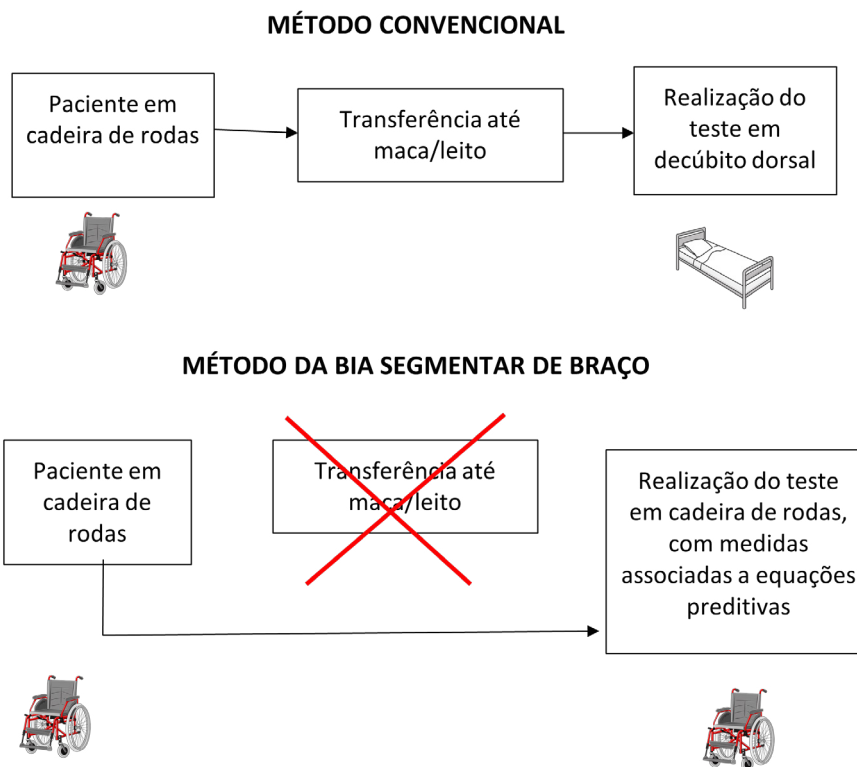 MÉTODO CONVENCIONAL
Paciente em
cadeira de rodas
Transferência até
maca/leito
Realização do
teste em
decúbito dorsal
MÉTODO DA BIA SEGMENTAR DE BRAÇO
Paciente em
cadeira de
rodas
Transferência até
maca/leito
Realização do teste
em cadeira de rodas,
com medidas
associadas a equações
preditivas